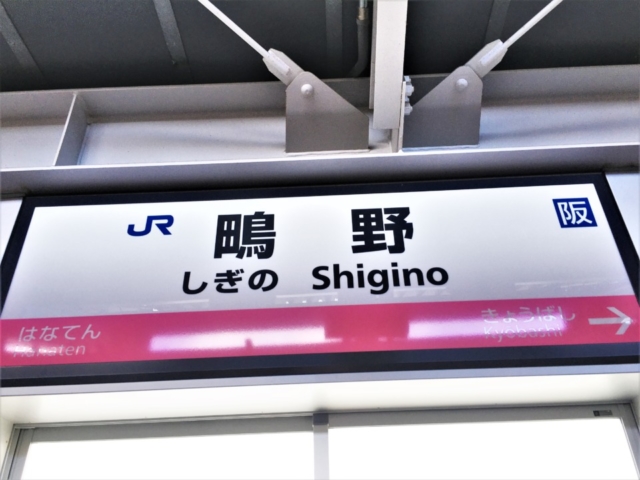 JR 鴫野 阪
しぎの Shigino
はなてん きょうばし →
Hanaten Kyobashi